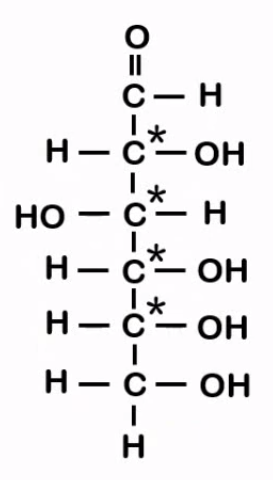 O
C — H
H — C* — OH
HO — C* — H
H — C* — OH
H — C* — OH
H — C — OH
H